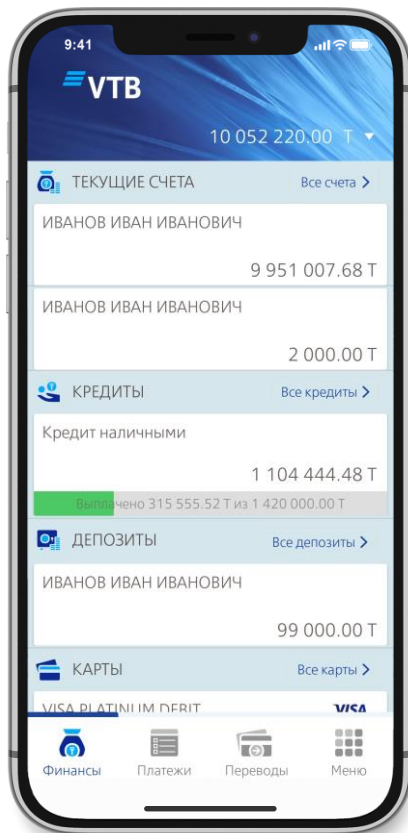 9:41
VTB
10 052 220.00 T
ТЕКУЩИЕ СЧЕТА Все счета >
ИВАНОВ ИВАН ИВАНОВИЧ
9 951 007.68 T
ИВАНОВ ИВАН ИВАНОВИЧ
2 000.00 T
КРЕДИТЫ Все кредиты >
Кредит наличными
1 104 444.48 T
Выплачено 315 555.52 T из 1 420 000.00 T
ДЕПОЗИТЫ Все депозиты >
ИВАНОВ ИВАН ИВАНОВИЧ
99 000.00 T
КАРТЫ Все карты >
VISA PLATINUM DEBIT VISA
Финансы Платежи Переводы Меню